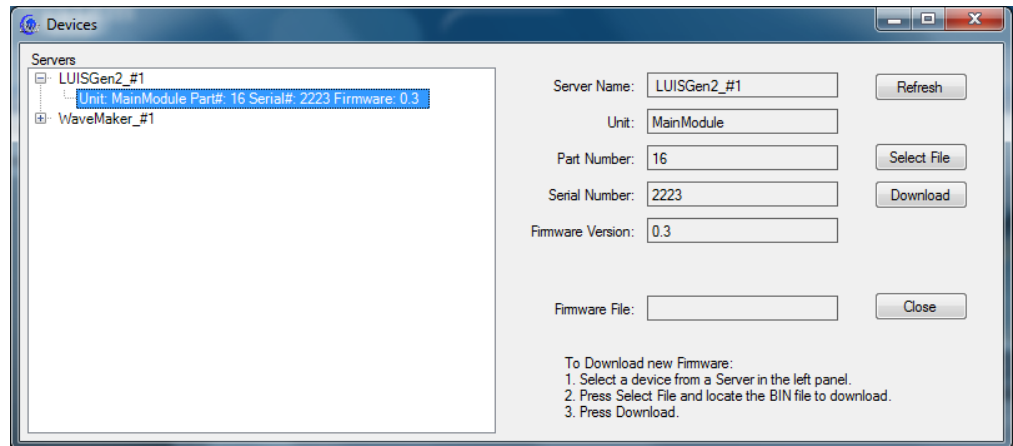 Devices
Servers
LUISGen2_#1
Unit: MainModule Part#: 16 Serial#: 2223 Firmware: 0.3
WaveMaker_#1
Server Name: LUISGen2_#1 Refresh
Unit: MainModule
Part Number: 16 Select File
Serial Number: 2223 Download
Firmware Version: 0.3
Firmware File: Close
To Download new Firmware:
1. Select a device from a Server in the left panel.
2. Press Select File and locate the BIN file to download.
3. Press Download.